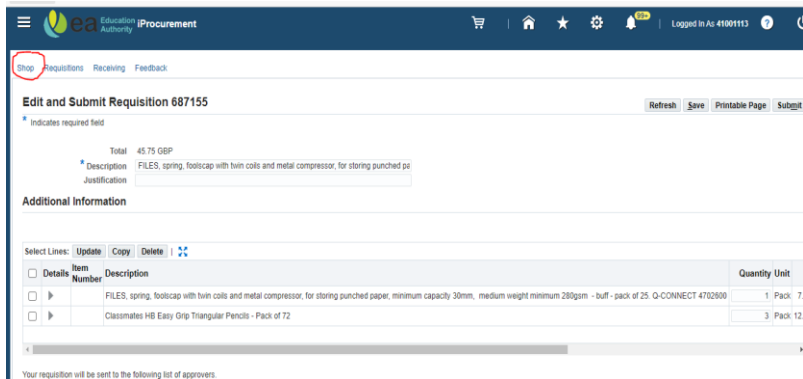 ea Education Authority iProcurement 99+ Logged In As 41001113 ?
Shop Requisitions Receiving Feedback
Edit and Submit Requisition 687155 Refresh Save Printable Page Submit
* Indicates required field
Total 45.75 GBP
* Description FILES, spring, foolscap with twin coils and metal compressor, for storing punched pa
Justification
Additional Information
Select Lines: Update Copy Delete |
Details Item Number Description Quantity Unit
FILES, spring, foolscap with twin coils and metal compressor, for storing punched paper, minimum capacity 30mm, medium weight minimum 280gsm - buff - pack of 25. Q-CONNECT 4702600 1 Pack 7.
Classmates HB Easy Grip Triangular Pencils - Pack of 72 3 Pack 12.
Your requisition will be sent to the following list of approvers.